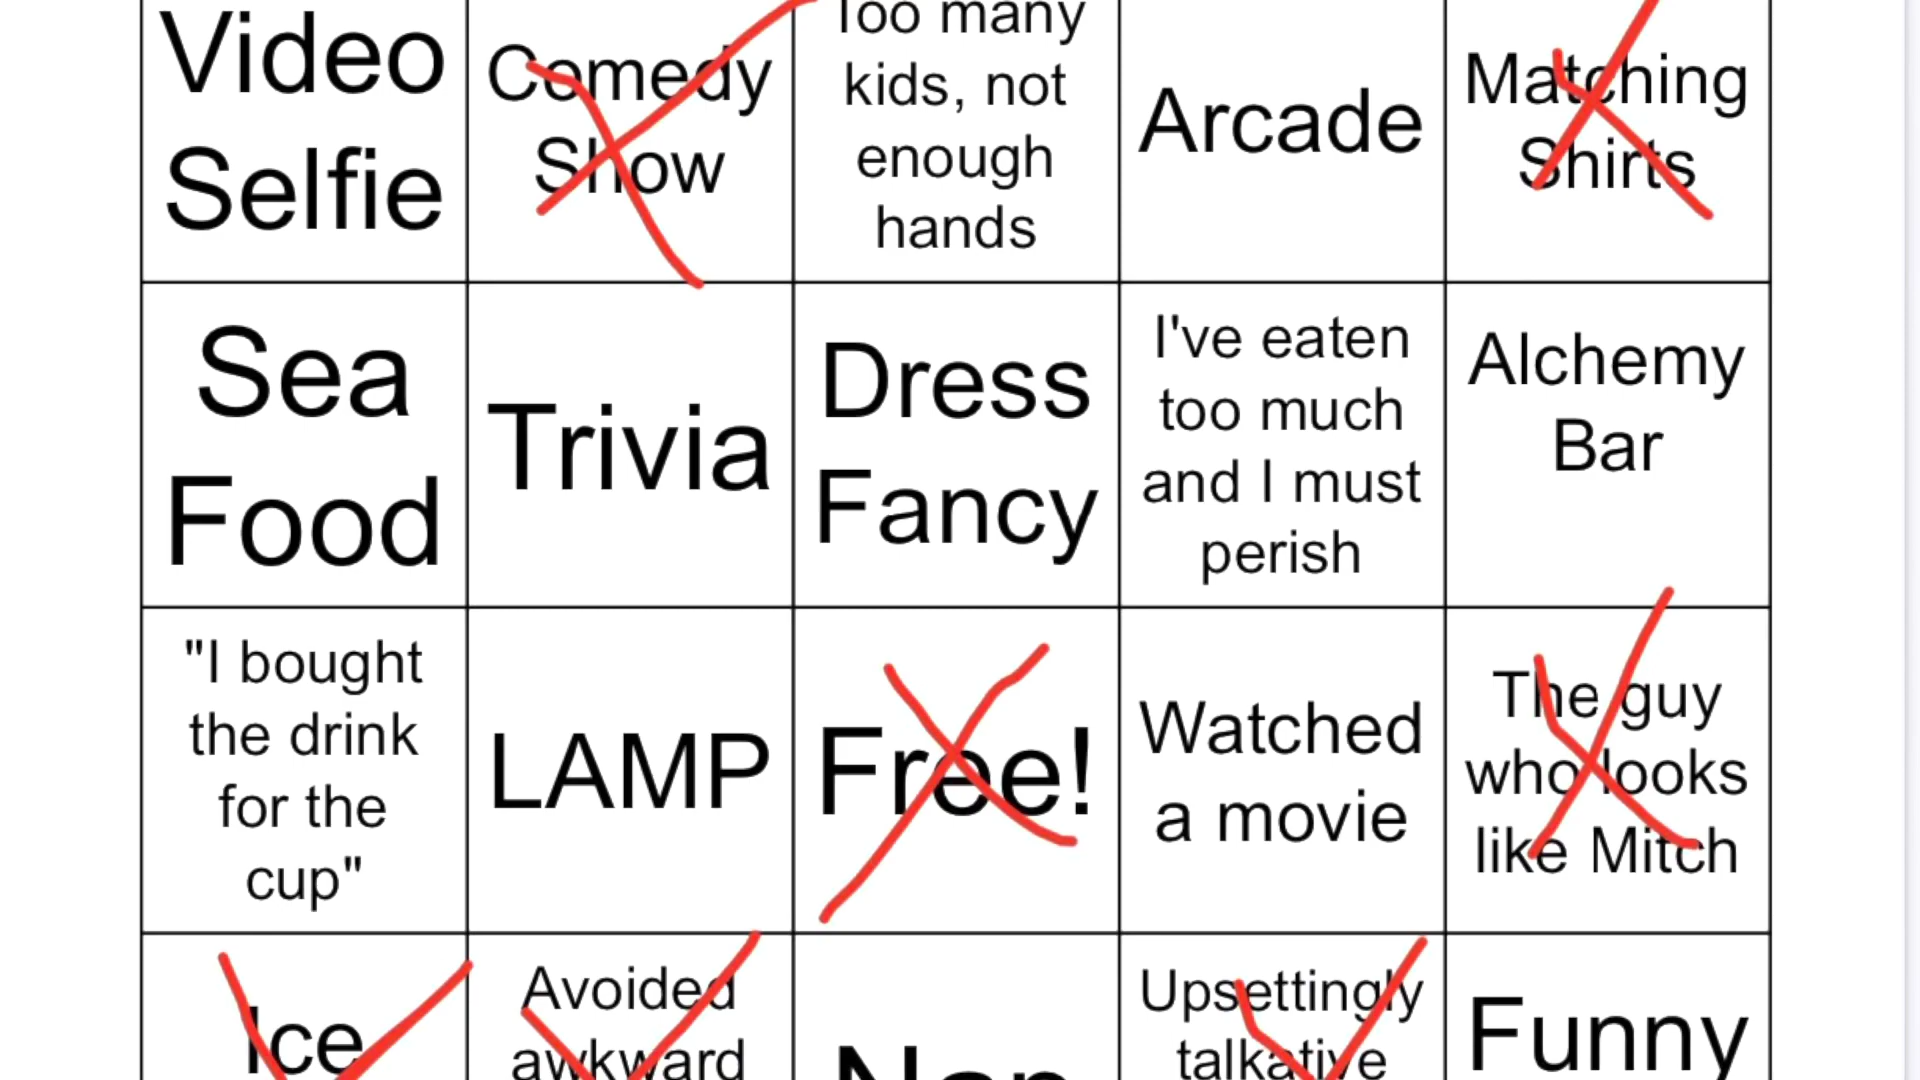 Video
Selfie
Comedy
Show
Too many
kids, not
enough
hands
Arcade
Matching
Shirts
Sea
Food
Trivia
Dress
Fancy
I've eaten
too much
and I must
perish
Alchemy
Bar
"I bought
the drink
for the
cup"
LAMP
Free!
Watched
a movie
The guy
who looks
like Mitch
Ice
Avoided
awkward
Nap
Upsettingly
talkative
Funny